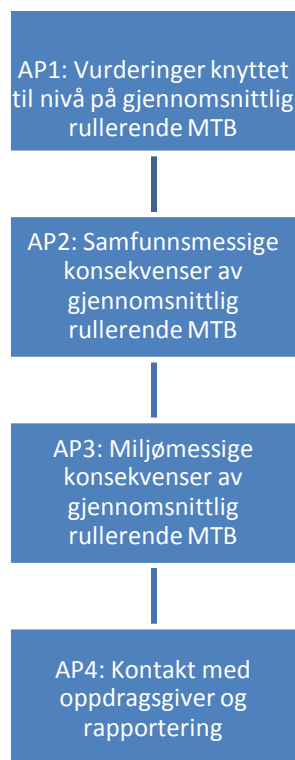 AP1: Vurderinger knyttet
til nivå på gjennomsnittlig
rullerende MTB
AP2: Samfunnsmessige
konsekvenser av
gjennomsnittlig
rullerende MTB
AP3: Miljømessige
konsekvenser av
gjennomsnittlig
rullerende MTB
AP4: Kontakt med
oppdragsgiver og
rapportering